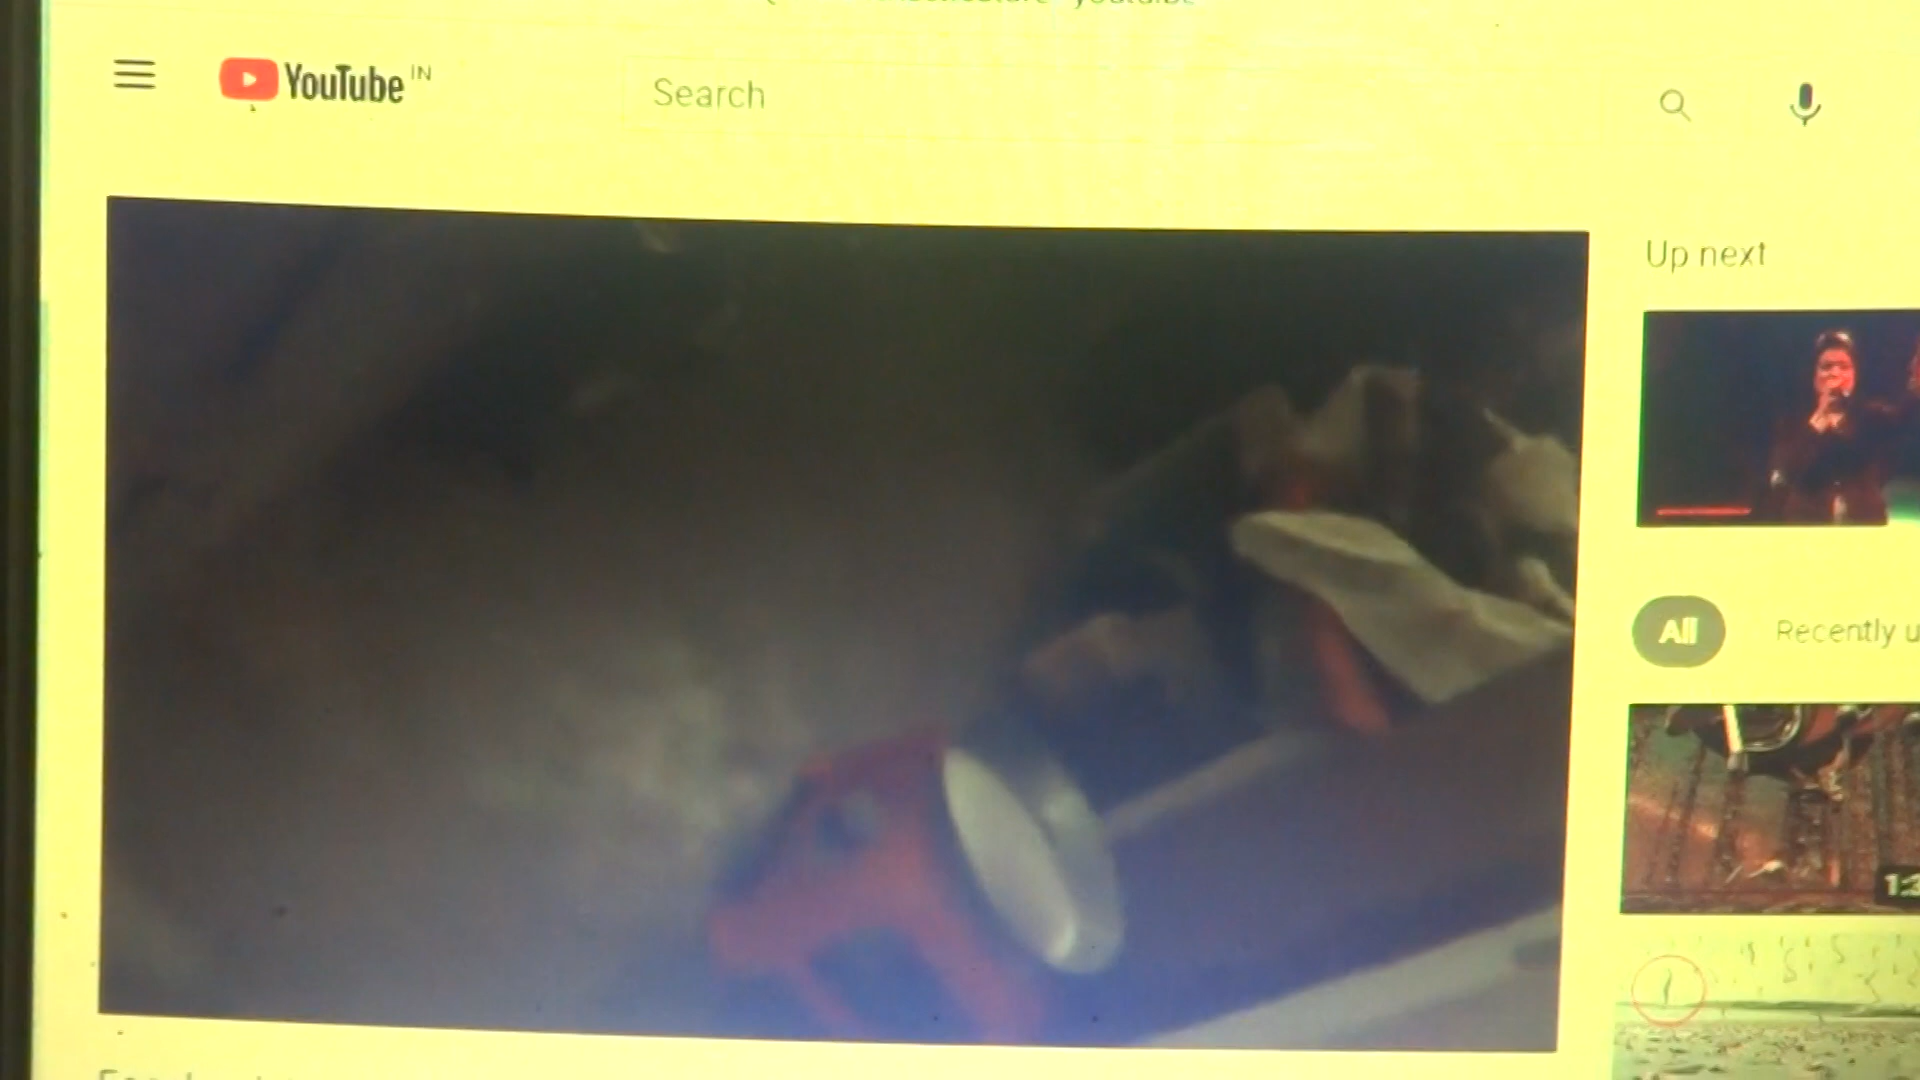 YouTube IN
Search
Up next
All
Recently